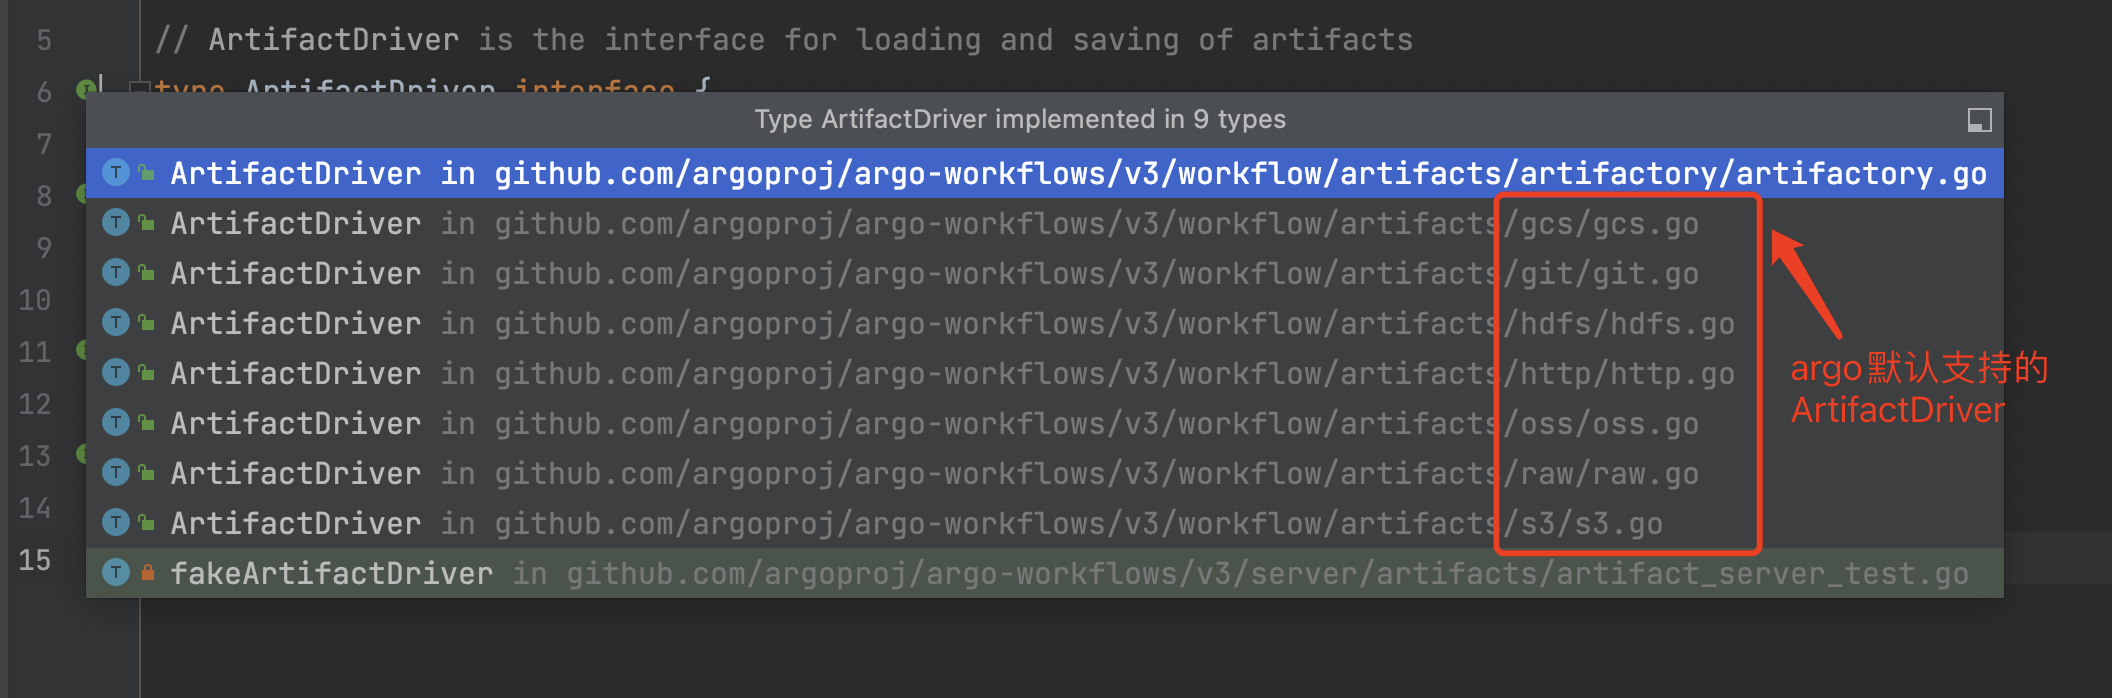 5 // ArtifactDriver is the interface for loading and saving of artifacts
6 type ArtifactDriver interface {
Type ArtifactDriver implemented in 9 types
7
ArtifactDriver in github.com/argoproj/argo-workflows/v3/workflow/artifacts/artifactory/artifactory.go
8
ArtifactDriver in github.com/argoproj/argo-workflows/v3/workflow/artifacts/gcs/gcs.go
9
ArtifactDriver in github.com/argoproj/argo-workflows/v3/workflow/artifacts/git/git.go
10
ArtifactDriver in github.com/argoproj/argo-workflows/v3/workflow/artifacts/hdfs/hdfs.go
11
ArtifactDriver in github.com/argoproj/argo-workflows/v3/workflow/artifacts/http/http.go
argo默认支持的
ArtifactDriver
12
ArtifactDriver in github.com/argoproj/argo-workflows/v3/workflow/artifacts/oss/oss.go
13
ArtifactDriver in github.com/argoproj/argo-workflows/v3/workflow/artifacts/raw/raw.go
14
ArtifactDriver in github.com/argoproj/argo-workflows/v3/workflow/artifacts/s3/s3.go
15
fakeArtifactDriver in github.com/argoproj/argo-workflows/v3/server/artifacts/artifact_server_test.go